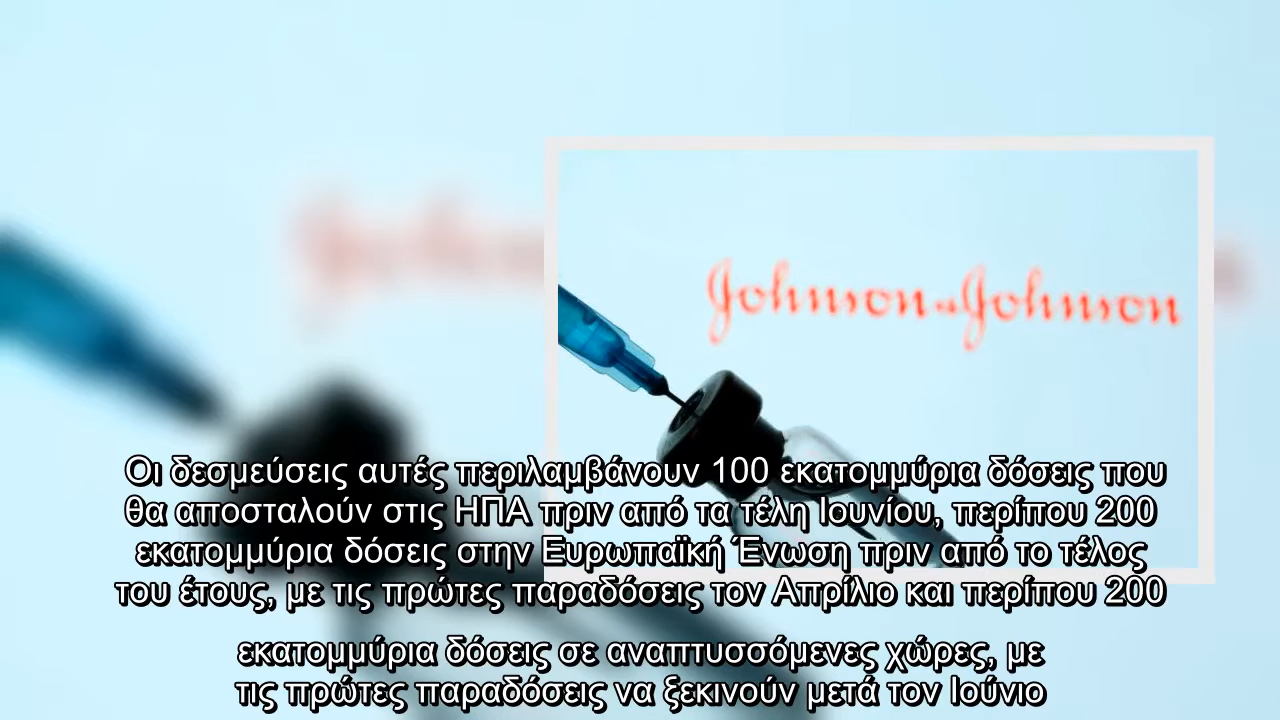 Johnson & Johnson
Οι δεσμεύσεις αυτές περιλαμβάνουν 100 εκατομμύρια δόσεις που
θα αποσταλούν στις ΗΠΑ πριν από τα τέλη Ιουνίου, περίπου 200
εκατομμύρια δόσεις στην Ευρωπαϊκή Ένωση πριν από το τέλος
του έτους, με τις πρώτες παραδόσεις τον Απρίλιο και περίπου 200
εκατομμύρια δόσεις σε αναπτυσσόμενες χώρες, με
τις πρώτες παραδόσεις να ξεκινούν μετά τον Ιούνιο